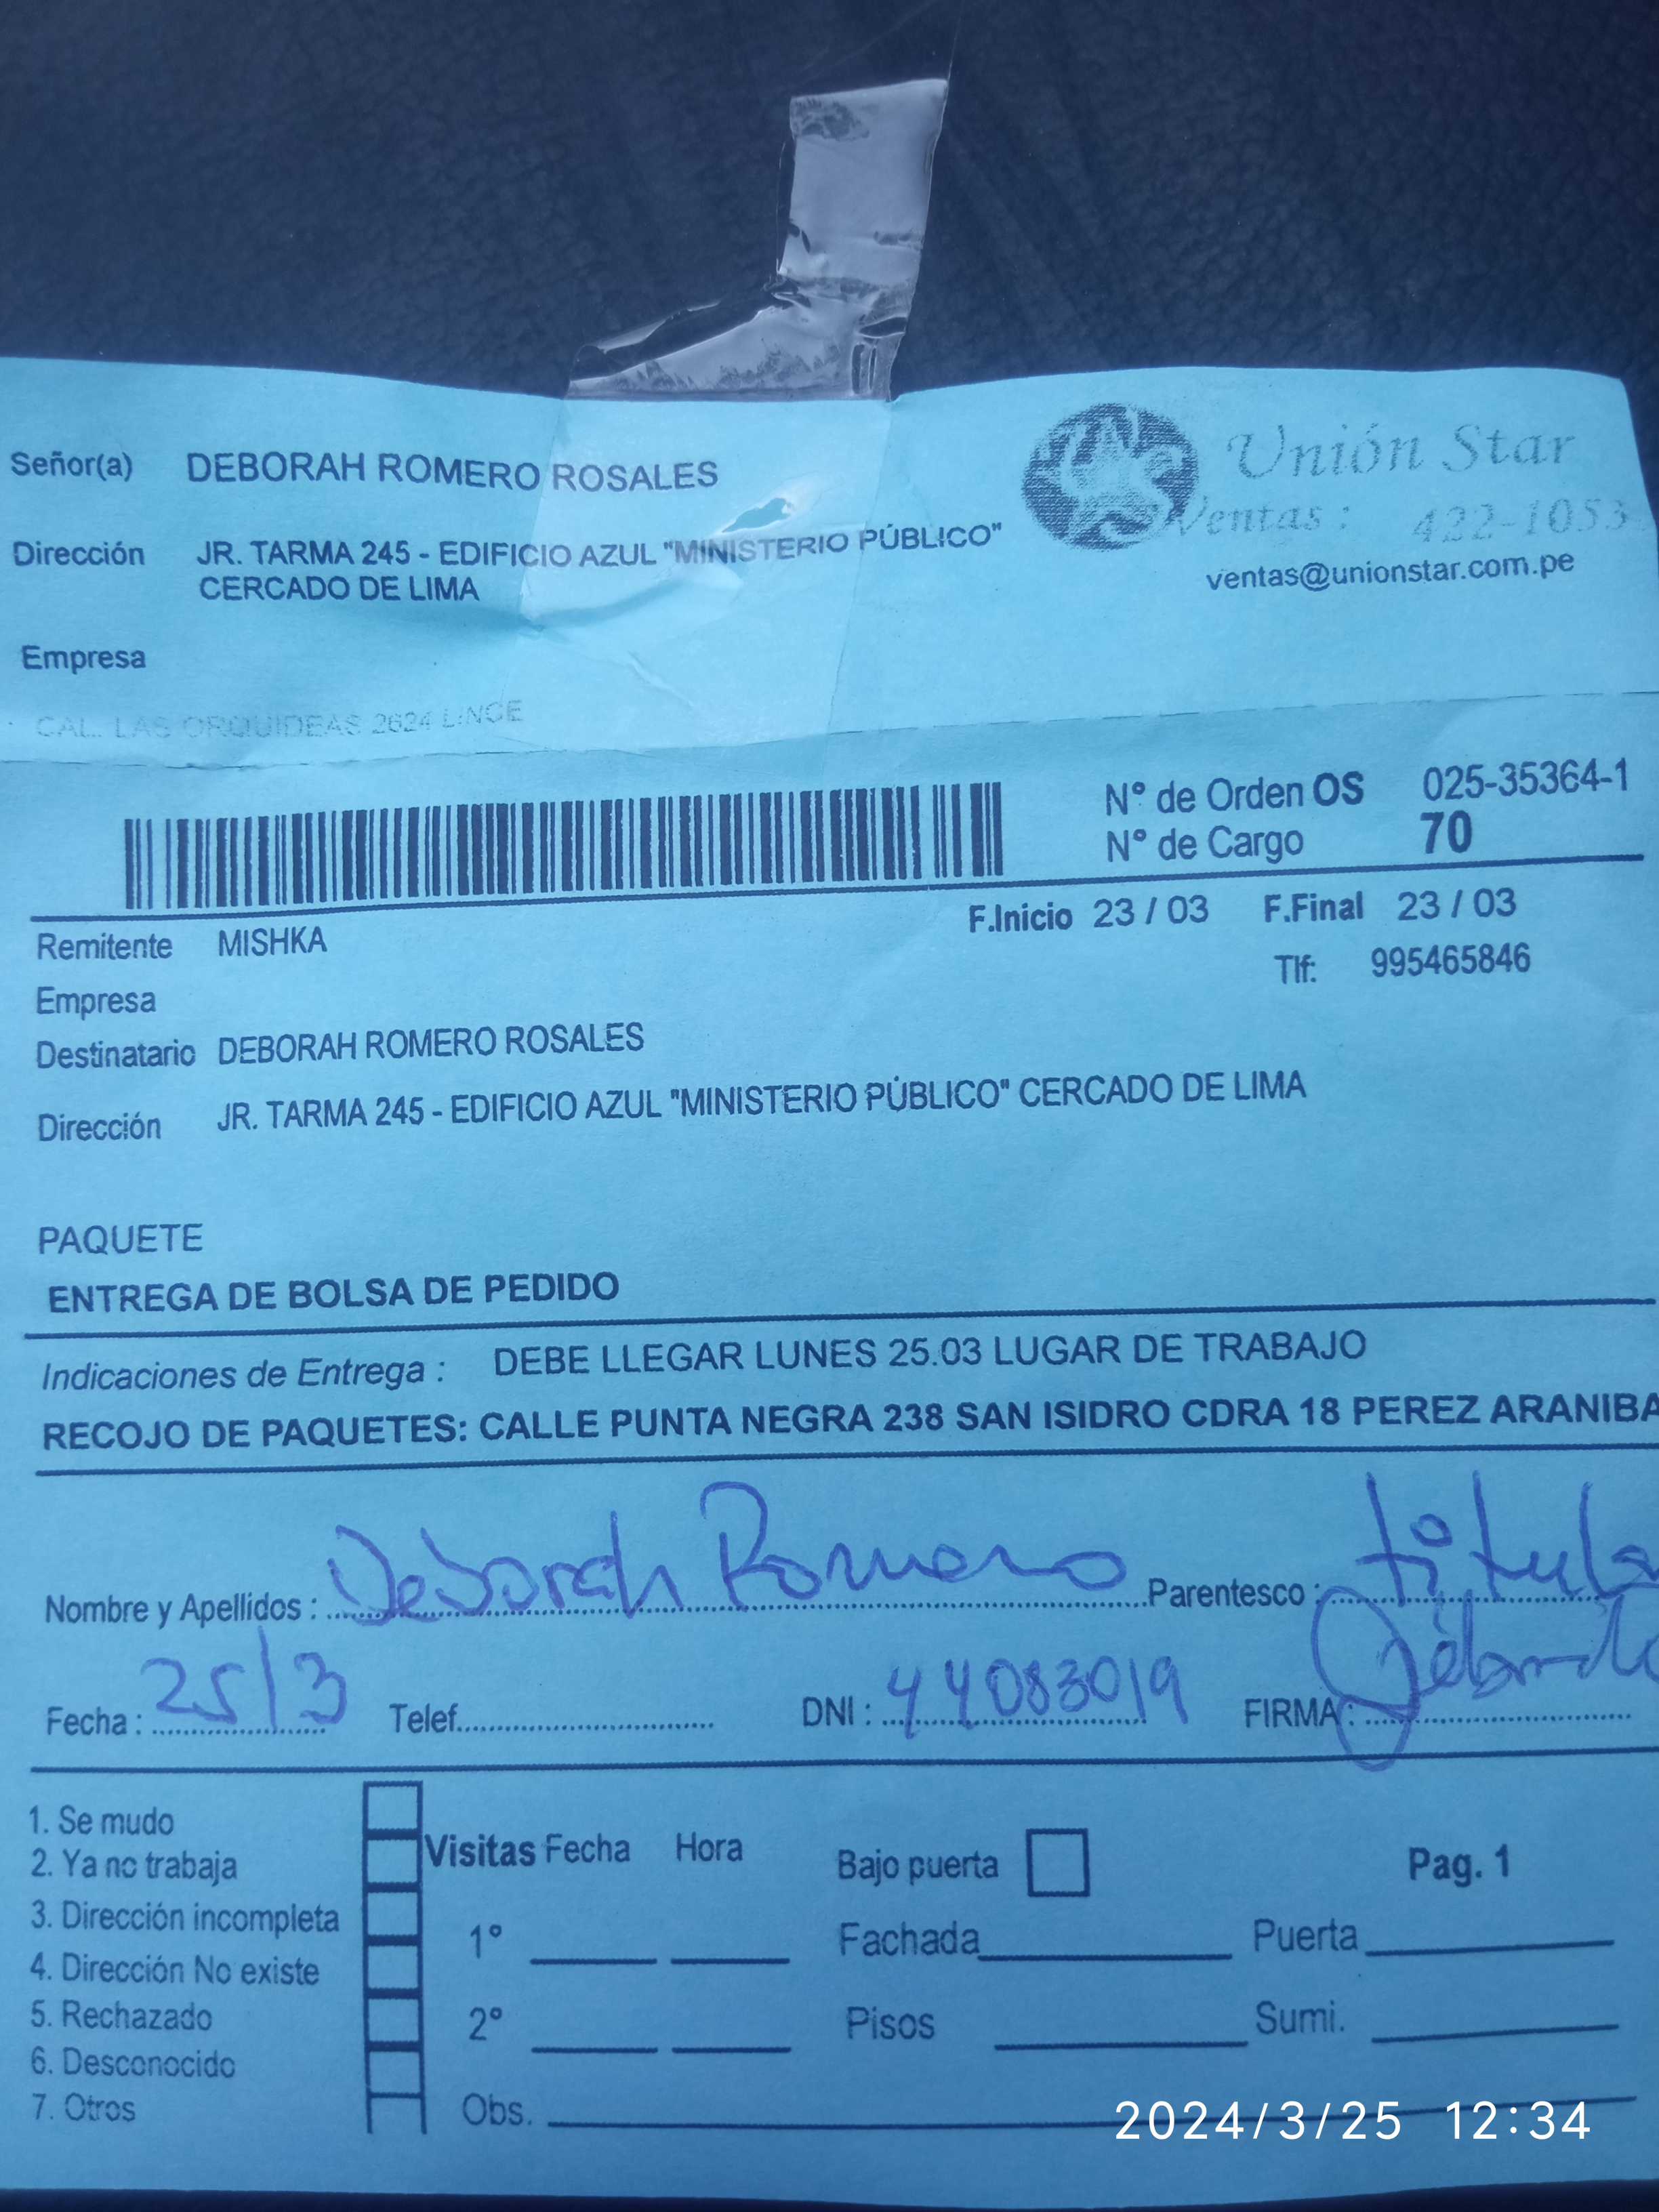 Señor(a) DEBORAH ROMERO ROSALES
Unión Star
Dirección JR. TARMA 245 - EDIFICIO AZUL "MINISTERIO PÚBLICO"
CERCADO DE LIMA
Ventas: 422-1053
ventas@unionstar.com.pe
Empresa
CAL. LAS ORQUIDEAS 2624 LINCE
N° de Orden OS 025-35364-1
N° de Cargo 70
F.Inicio 23 / 03 F.Final 23 / 03
Remitente MISHKA
Tlf: 995465846
Empresa
Destinatario DEBORAH ROMERO ROSALES
Dirección JR. TARMA 245 - EDIFICIO AZUL "MINISTERIO PÚBLICO" CERCADO DE LIMA
PAQUETE
ENTREGA DE BOLSA DE PEDIDO
Indicaciones de Entrega : DEBE LLEGAR LUNES 25.03 LUGAR DE TRABAJO
RECOJO DE PAQUETES: CALLE PUNTA NEGRA 238 SAN ISIDRO CDRA 18 PEREZ ARANIBA
Nombre y Apellidos : Deborah Romero Parentesco : titula
Fecha : 25/3 Telef. DNI : 44083019 FIRMA :
1. Se mudo
2. Ya no trabaja
3. Dirección incompleta
4. Dirección No existe
5. Rechazado
6. Desconocido
7. Otros
Visitas Fecha Hora
1°
2°
Obs.
Bajo puerta
Pag. 1
Fachada Puerta
Pisos Sumi.
2024/3/25 12:34